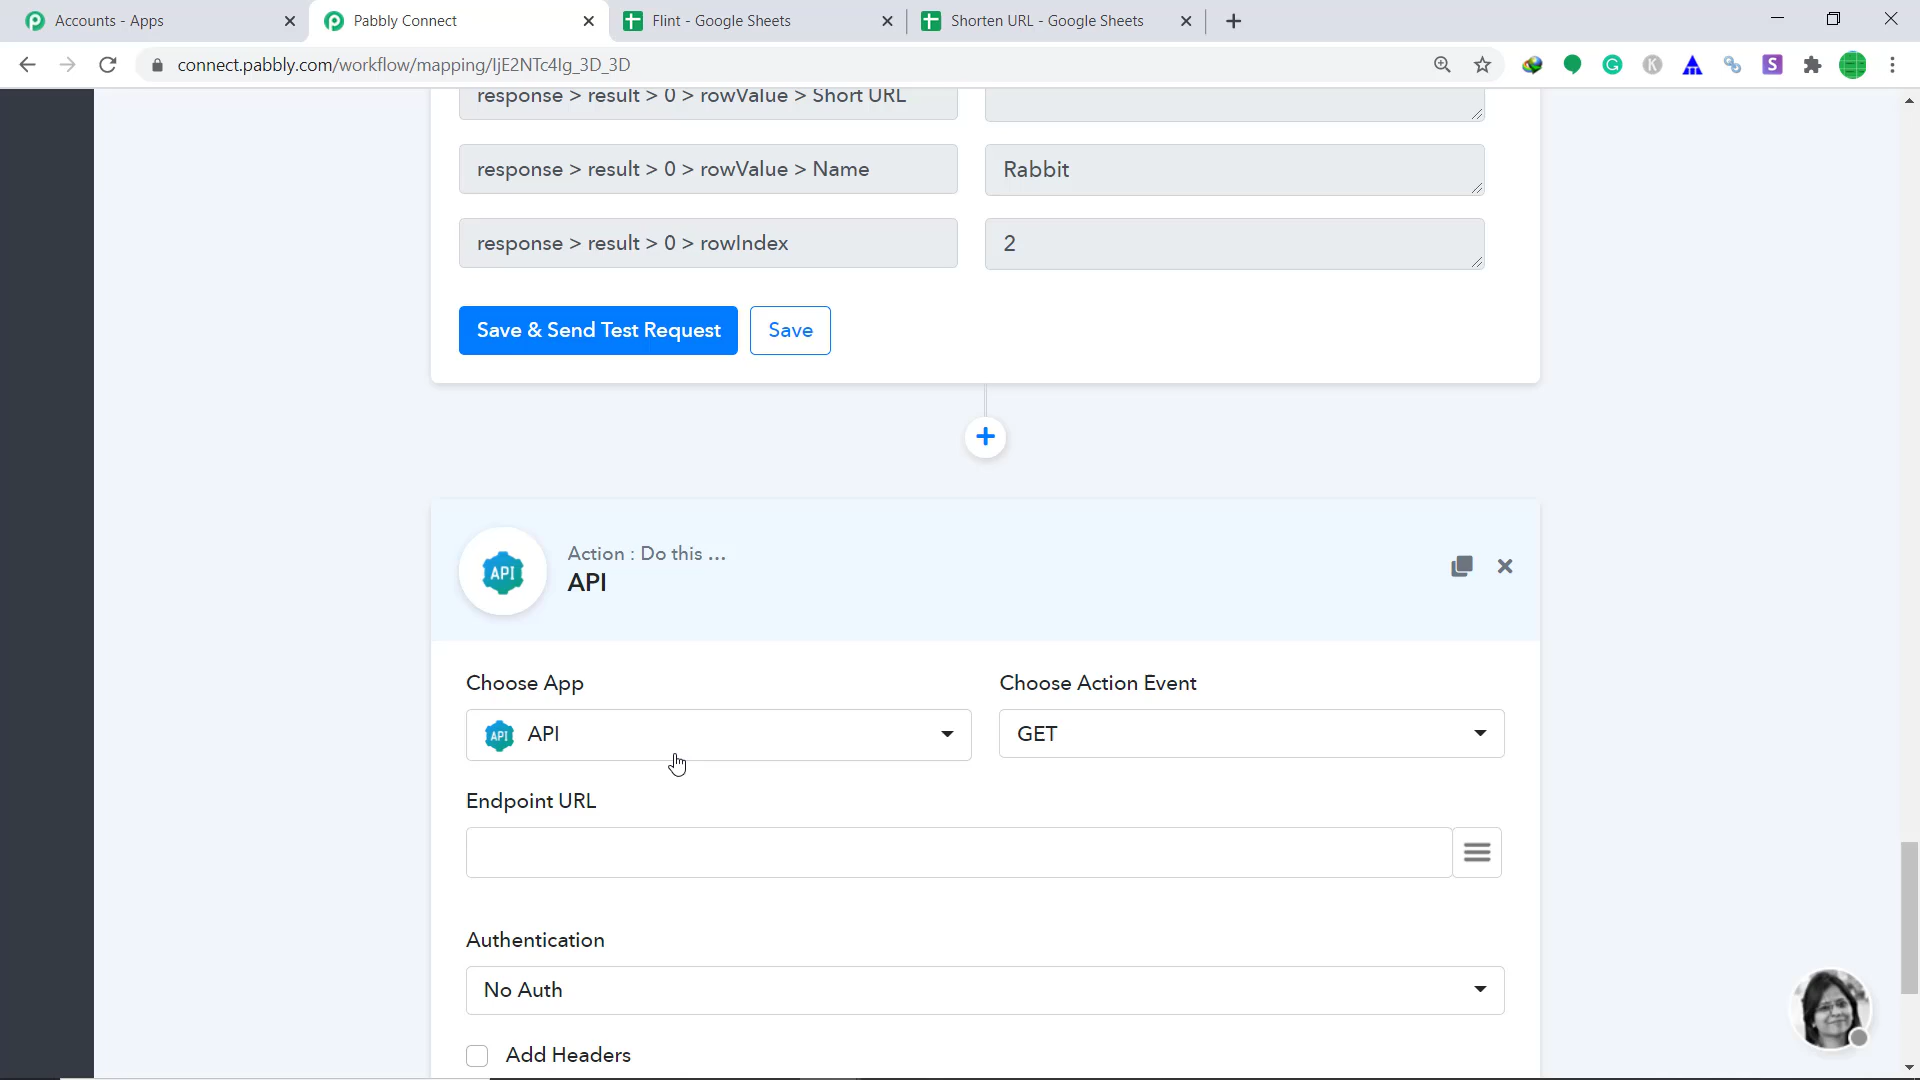 Accounts - Apps
Pabbly Connect
Flint - Google Sheets
Shorten URL - Google Sheets
connect.pabbly.com/workflow/mapping/IjE2NTc4Ig_3D_3D
G
K
S
response > result > 0 > rowValue > Short URL
response > result > 0 > rowValue > Name
Rabbit
response > result > 0 > rowIndex
2
Save & Send Test Request
Save
API
Action : Do this ...
API
Choose App
Choose Action Event
API
API
GET
Endpoint URL
Authentication
No Auth
Add Headers